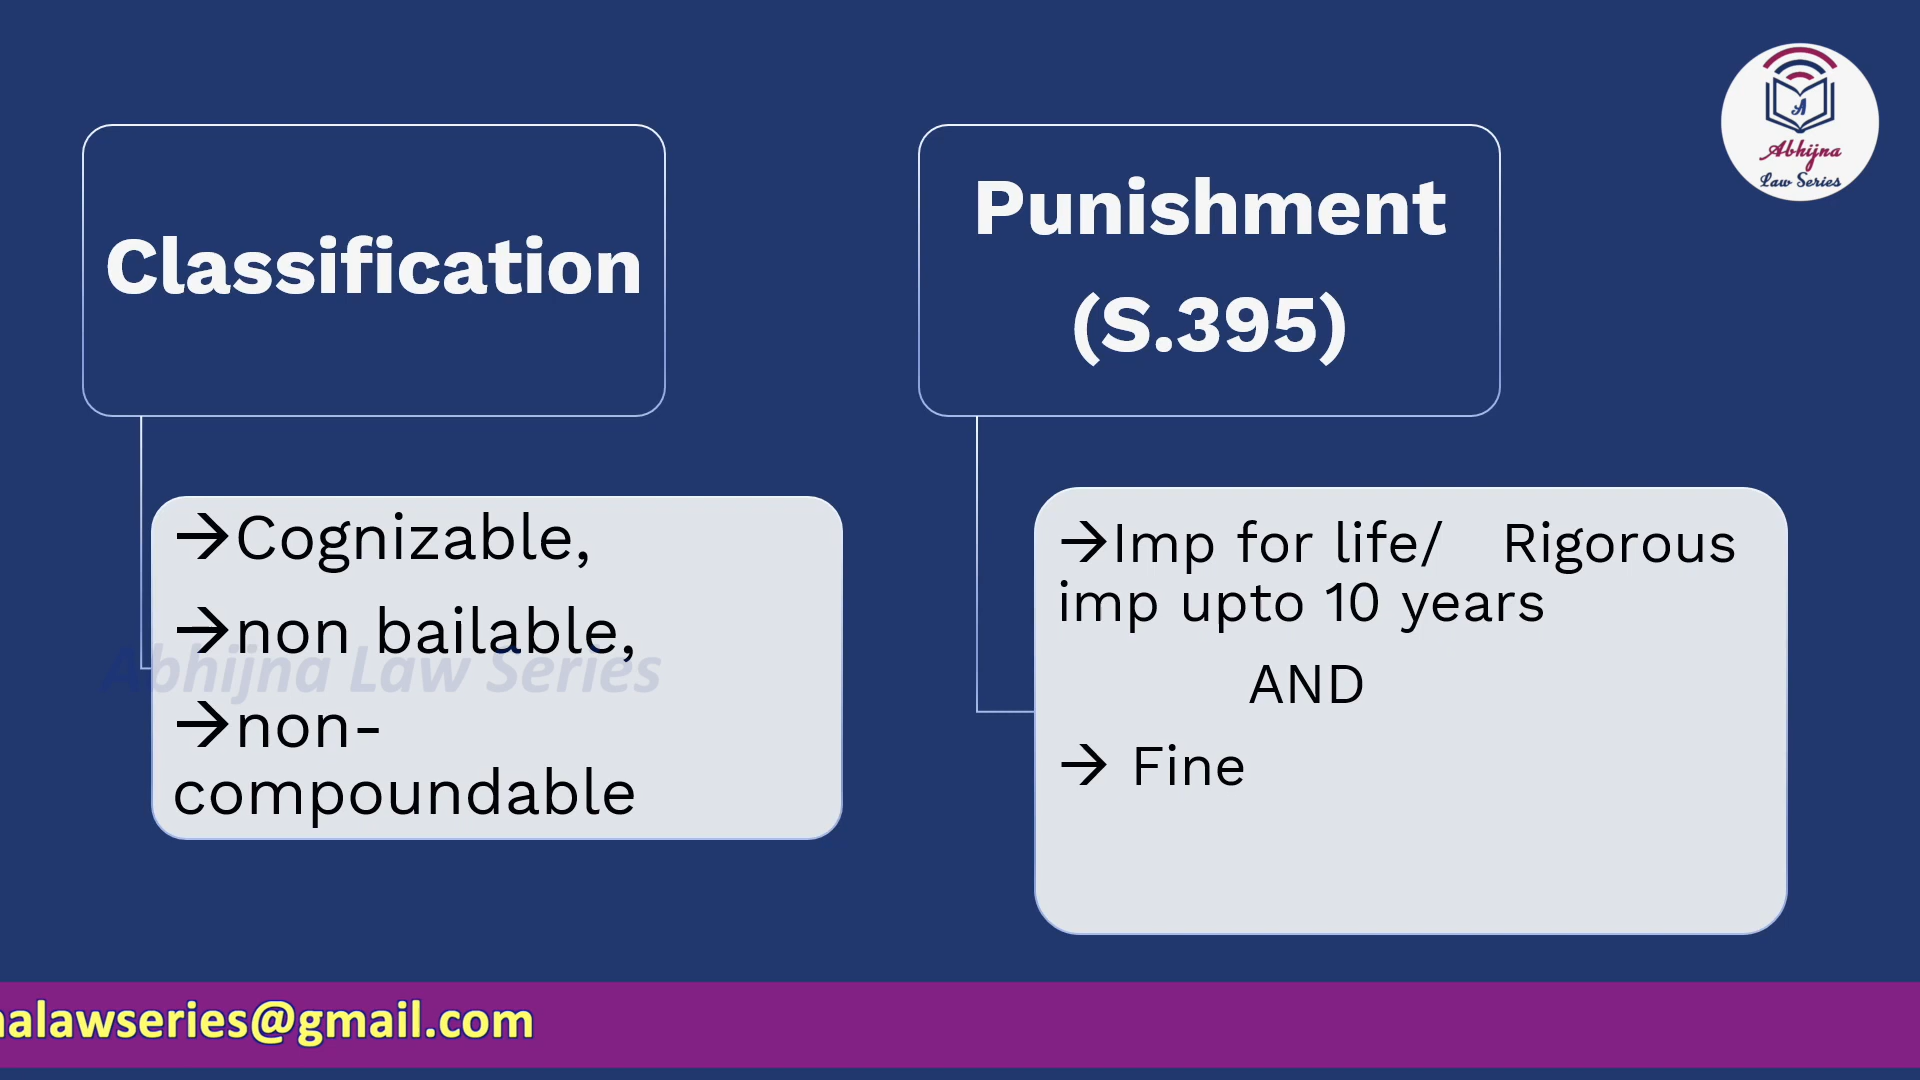 Classification
→Cognizable,
→non bailable,
→non-
compoundable
Punishment
(S.395)
→Imp for life/ Rigorous
imp upto 10 years
AND
→ Fine
A
Abhijna
Law Series
Abhijna Law Series
alawseries@gmail.com